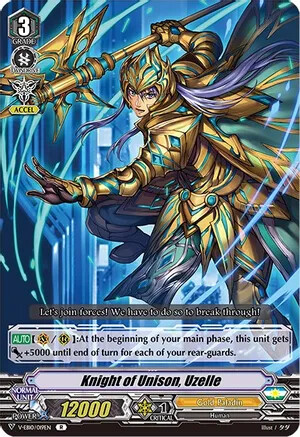 3
GRADE
ACCEL
Let's join forces! We have to do so to break through!
AUTO [ ]:At the beginning of your main phase, this unit gets
+5000 until end of turn for each of your rear-guards.
Knight of Unison, Uzelle
NORMAL
UNIT
V-EB10/019EN R
POWER 12000 1
CRITICAL
Gold Paladin
Human
Illust /